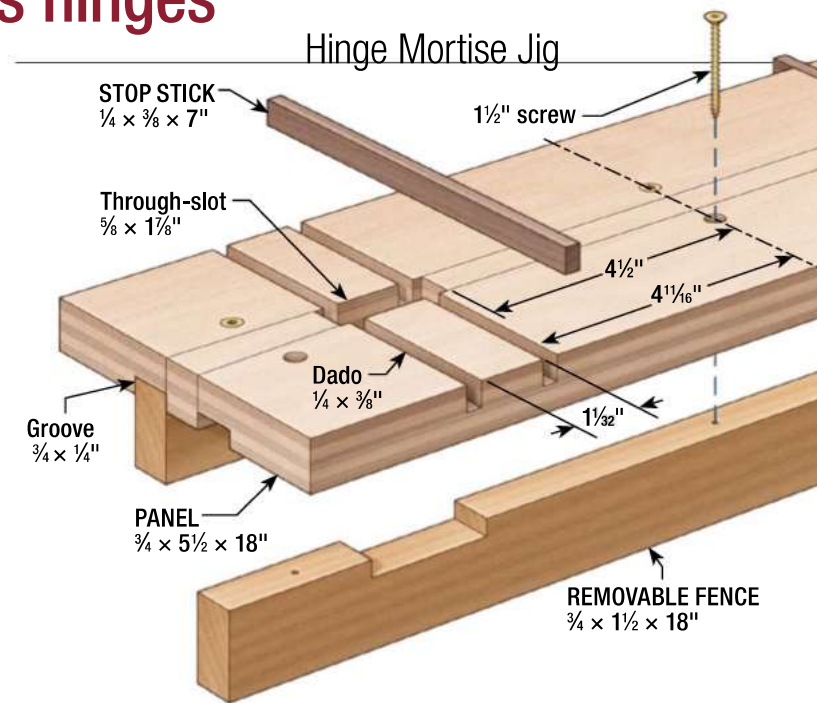 s hinges
Hinge Mortise Jig
STOP STICK
¼ × ⅜ × 7"
1½" screw
Through-slot
⅝ × 1⅞"
4½"
4¹¹⁄₁₆"
Dado
¼ × ⅜"
1¹⁄₃₂"
Groove
¾ × ¼"
PANEL
¾ × 5½ × 18"
REMOVABLE FENCE
¾ × 1½ × 18"